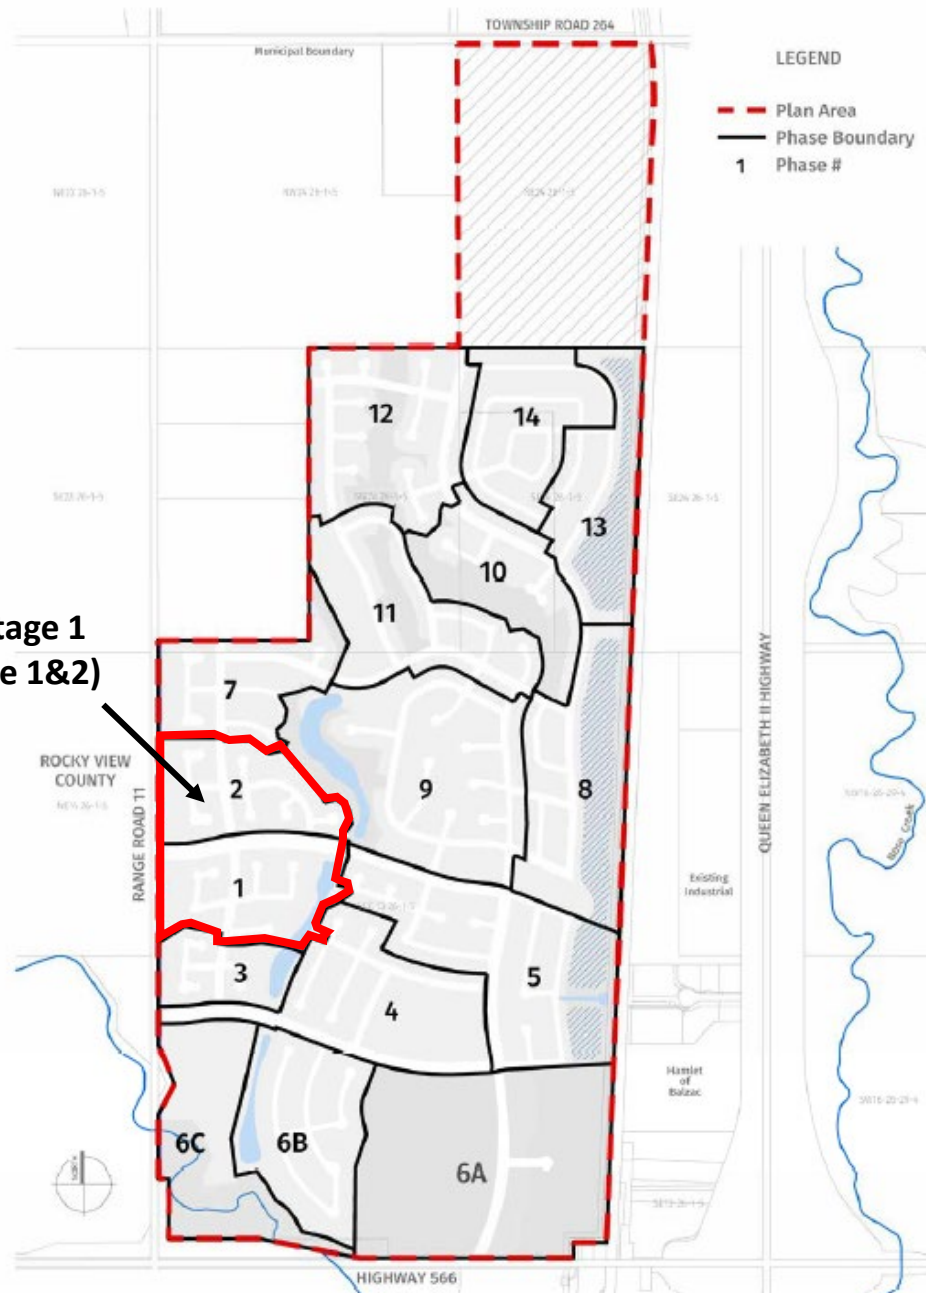 TOWNSHIP ROAD 264
Municipal Boundary
LEGEND
Plan Area
Phase Boundary
1 Phase #
12
14
13
10
11
tage 1
e 1&2)
7
ROCKY VIEW
COUNTY
RANGE ROAD 11
2
9
8
QUEEN ELIZABETH II HIGHWAY
Existing
Industrial
1
3
5
4
Hamlet
of
Balzac
6C
6B
6A
HIGHWAY 566